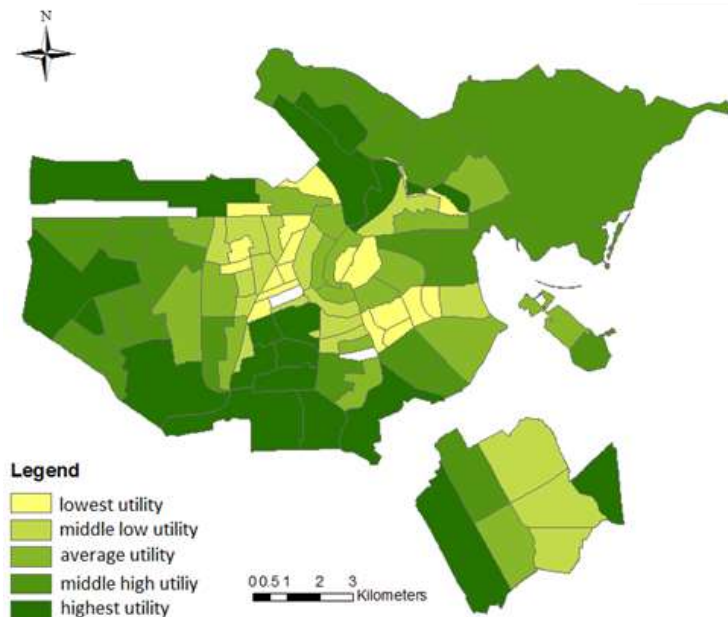 N
Legend
lowest utility
middle low utility
average utility
middle high utiliy
highest utility
0 0.5 1 2 3
Kilometers